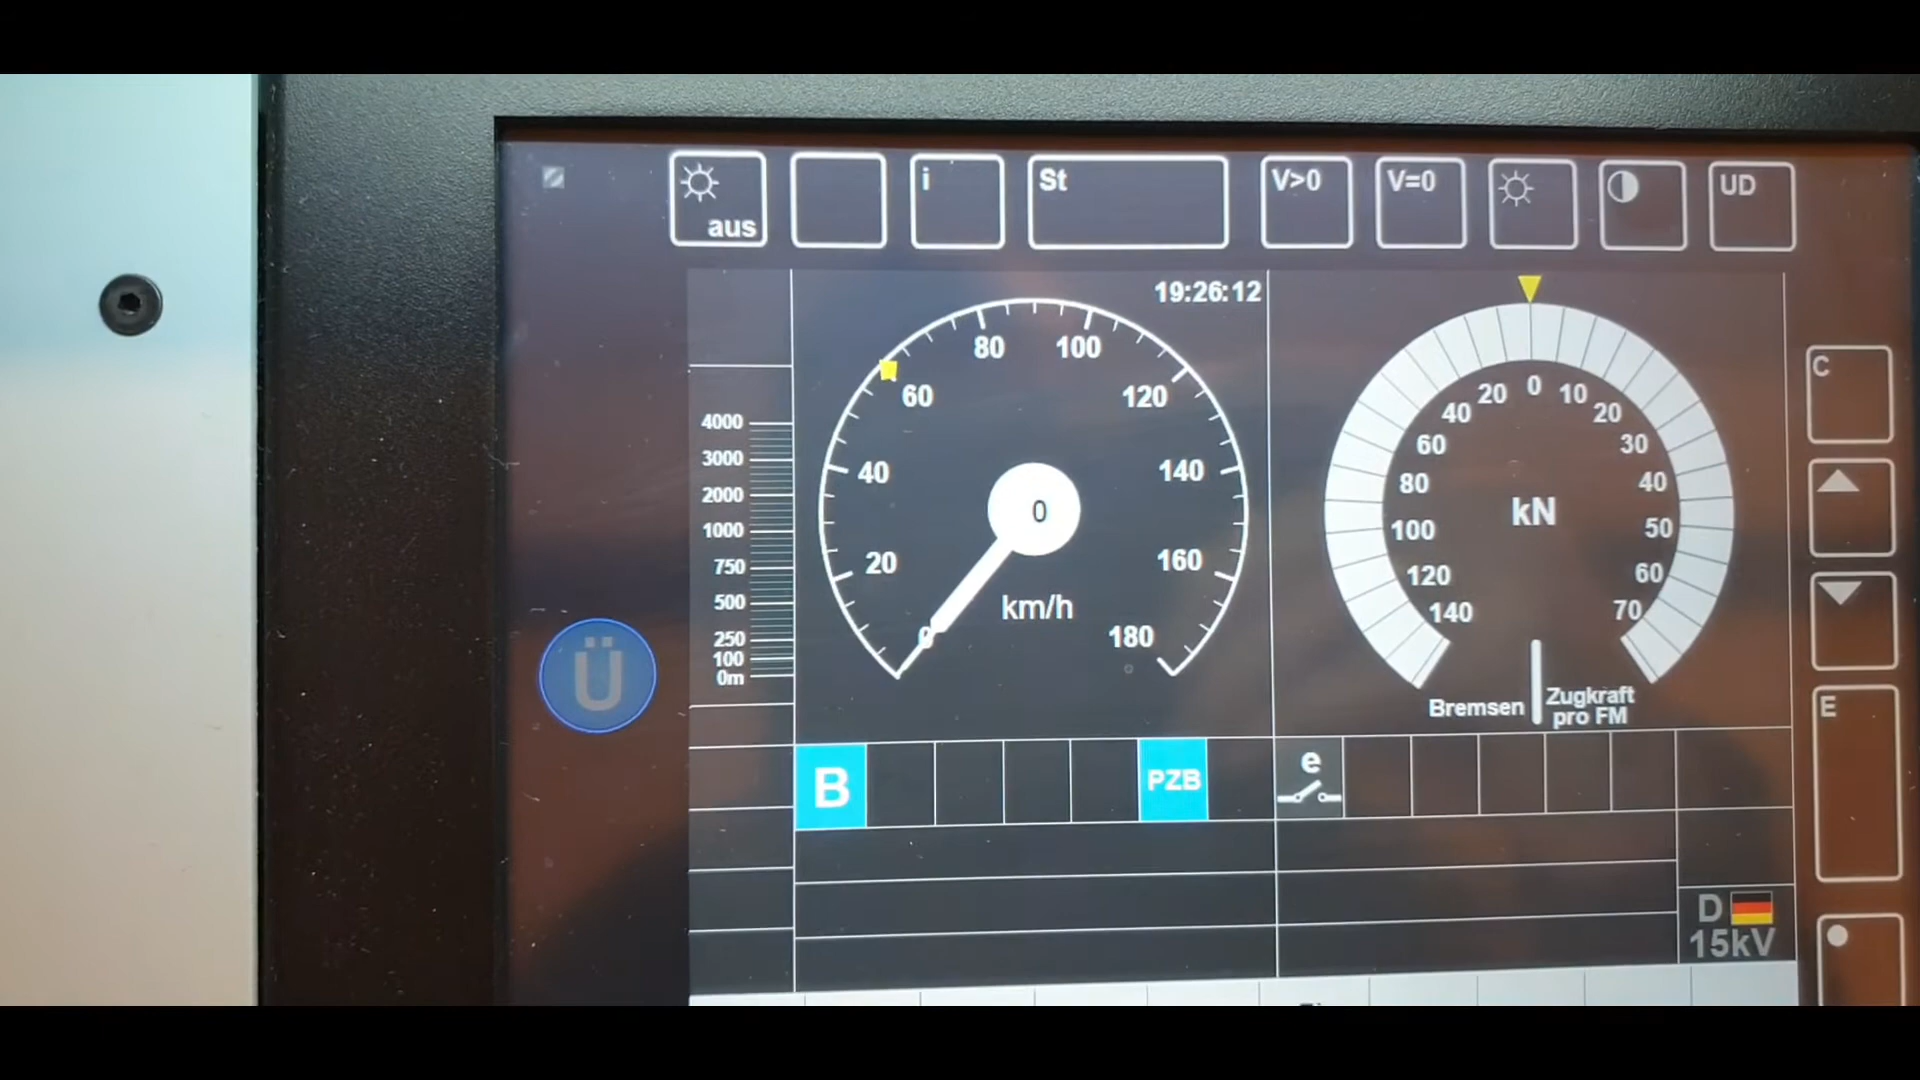 aus
i
St
V>0
V=0
UD
19:26:12
80 100
60 120
40 140
20 160
0 180
0
km/h
4000
3000
2000
1000
750
500
250
100
0m
20 0 10
40 20
60 30
80 40
kN
100 50
120 60
140 70
Bremsen
Zugkraft
pro FM
C
E
Ü
B
PZB
e
D
15kV